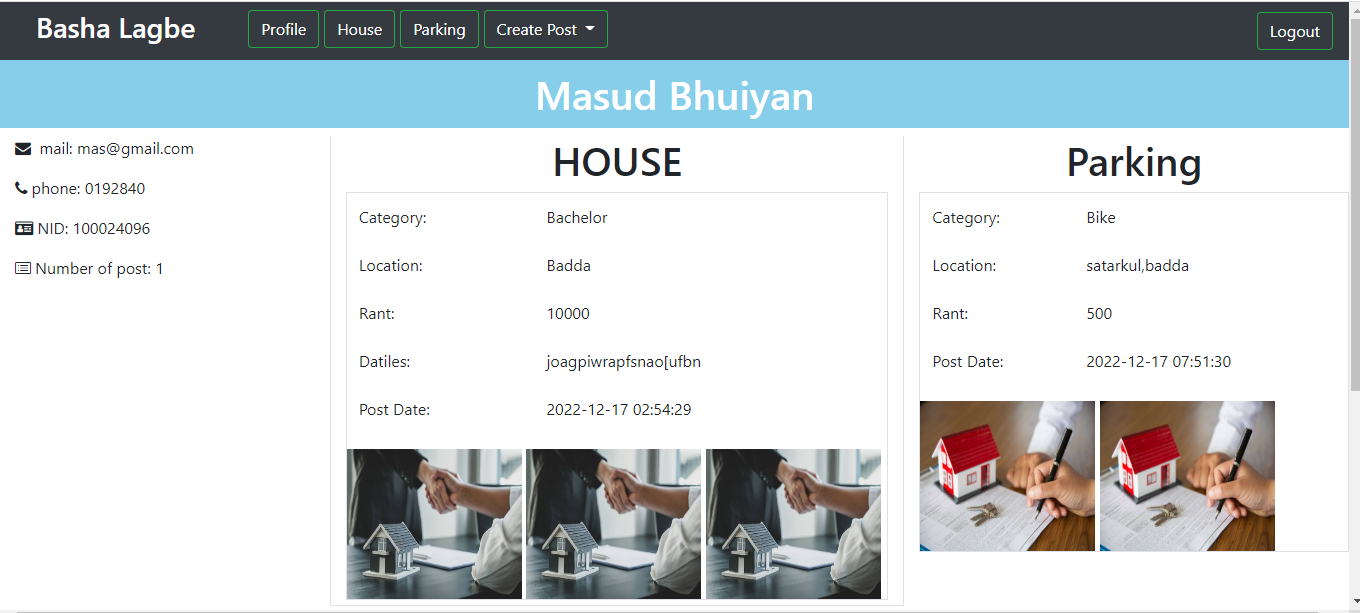 Basha Lagbe Profile House Parking Create Post Logout
Masud Bhuiyan
mail: mas@gmail.com
phone: 0192840
NID: 100024096
Number of post: 1
HOUSE
Category: Bachelor
Location: Badda
Rant: 10000
Datiles: joagpiwrapfsnao[ufbn
Post Date: 2022-12-17 02:54:29
Parking
Category: Bike
Location: satarkul,badda
Rant: 500
Post Date: 2022-12-17 07:51:30